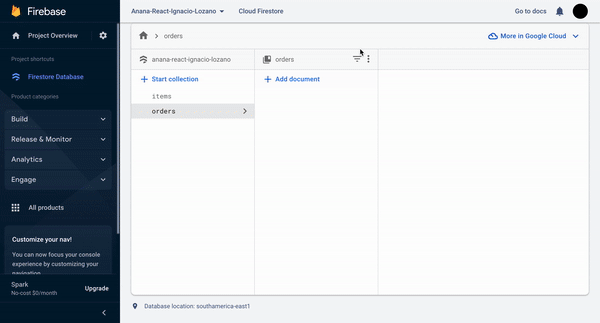 Firebase
Anana-React-Ignacio-Lozano
Cloud Firestore
Go to docs
Project Overview
Project shortcuts
Firestore Database
Product categories
Build
Release & Monitor
Analytics
Engage
All products
Customize your nav!
You can now focus your console
experience by customizing your
navigation
Spark
No-cost $0/month
Upgrade
orders
More in Google Cloud
anana-react-ignacio-lozano
orders
Start collection
Add document
items
orders
Database location: southamerica-east1